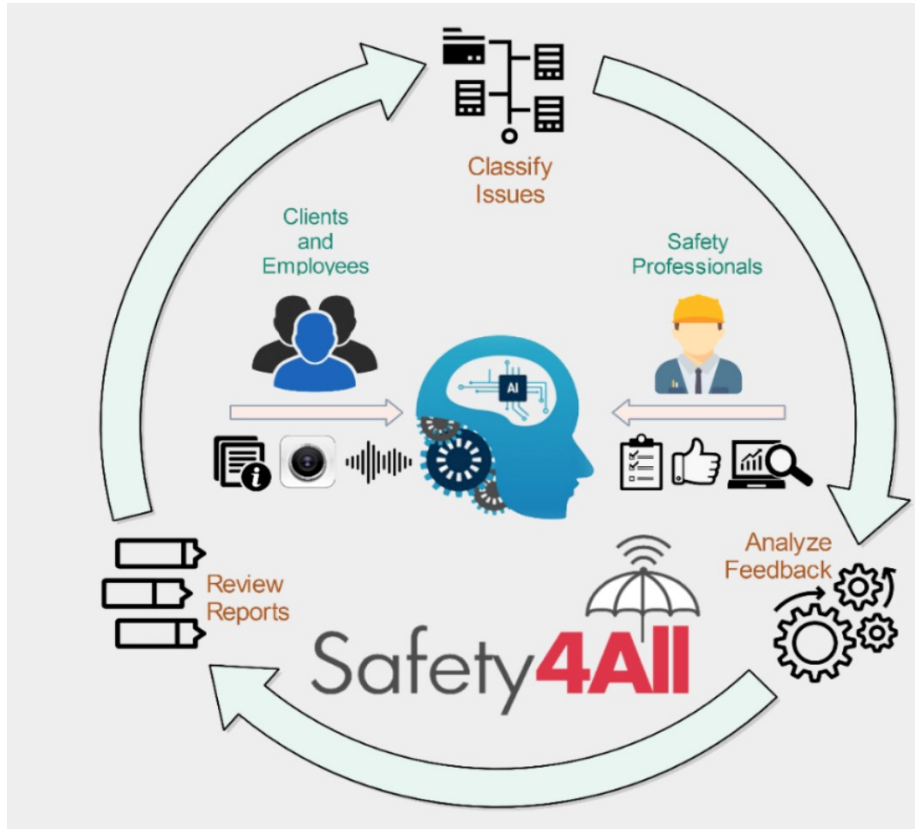 Classify
Issues
Clients
and
Employees
Safety
Professionals
AI
Analyze
Feedback
Review
Reports
Safety4All